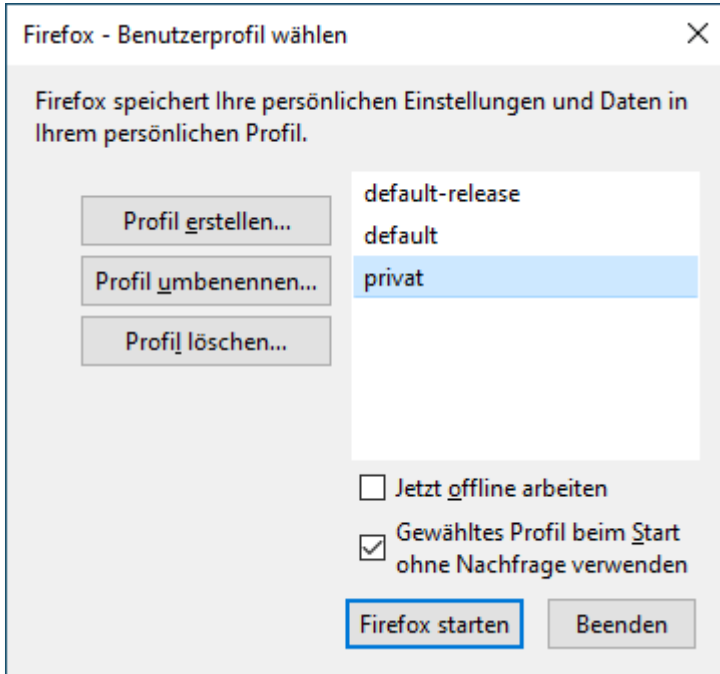 Firefox - Benutzerprofil wählen
Firefox speichert Ihre persönlichen Einstellungen und Daten in
Ihrem persönlichen Profil.
Profil erstellen...
Profil umbenennen...
Profil löschen...
default-release
default
privat
Jetzt offline arbeiten
Gewähltes Profil beim Start
ohne Nachfrage verwenden
Firefox starten
Beenden